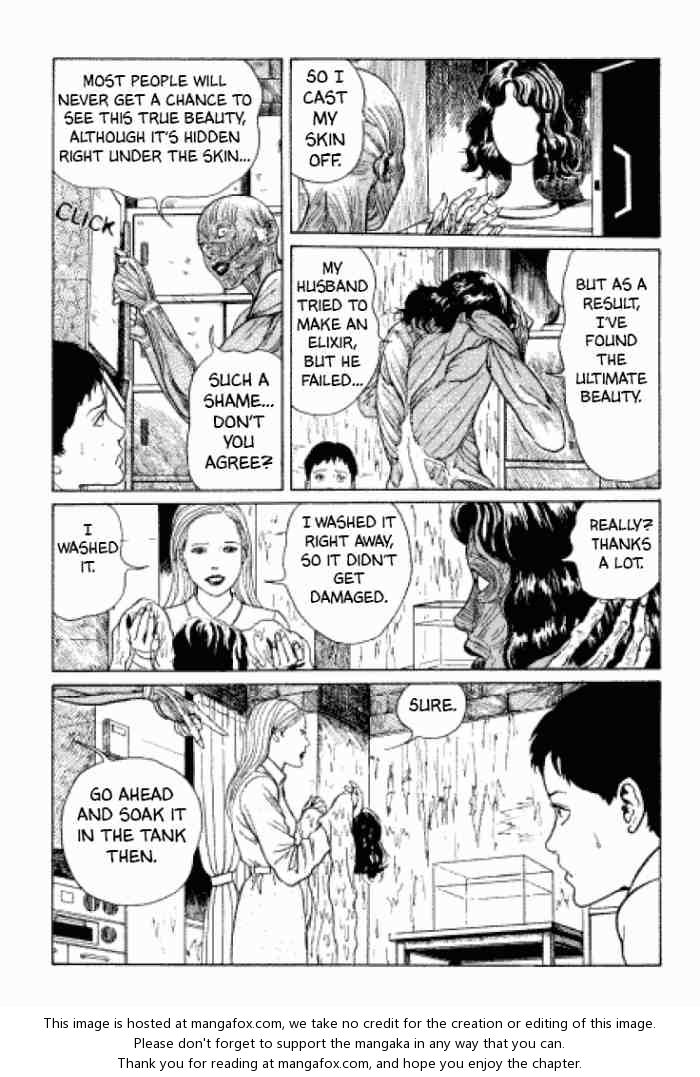 MOST PEOPLE WILL
NEVER GET A CHANCE TO
SEE THIS TRUE BEAUTY,
ALTHOUGH IT'S HIDDEN
RIGHT UNDER THE SKIN...
CLICK
SUCH A
SHAME...
DON'T
YOU
AGREE?
SO I
CAST
MY
SKIN
OFF.
MY
HUSBAND
TRIED TO
MAKE AN
ELIXIR,
BUT HE
FAILED...
BUT AS A
RESULT,
I'VE
FOUND
THE
ULTIMATE
BEAUTY.
I
WASHED
IT.
I WASHED IT
RIGHT AWAY,
SO IT DIDN'T
GET
DAMAGED.
REALLY?
THANKS
A LOT.
GO AHEAD
AND SOAK IT
IN THE TANK
THEN.
SURE.
This image is hosted at mangafox.com, we take no credit for the creation or editing of this image.
Please don't forget to support the mangaka in any way that you can.
Thank you for reading at mangafox.com, and hope you enjoy the chapter.